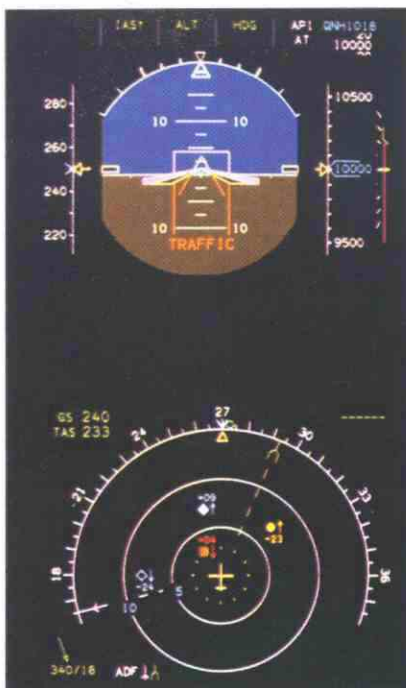 IAS* ALT HDG AP1 QNH1018
AT 10000
280
260
240
220
10500
10000
9500
10 10
10 10
TRAFFIC
GS 240
TAS 233
------
18 21 24 27 30 33 36
+09
-23
+04
-24
10 5
340/18 ADF